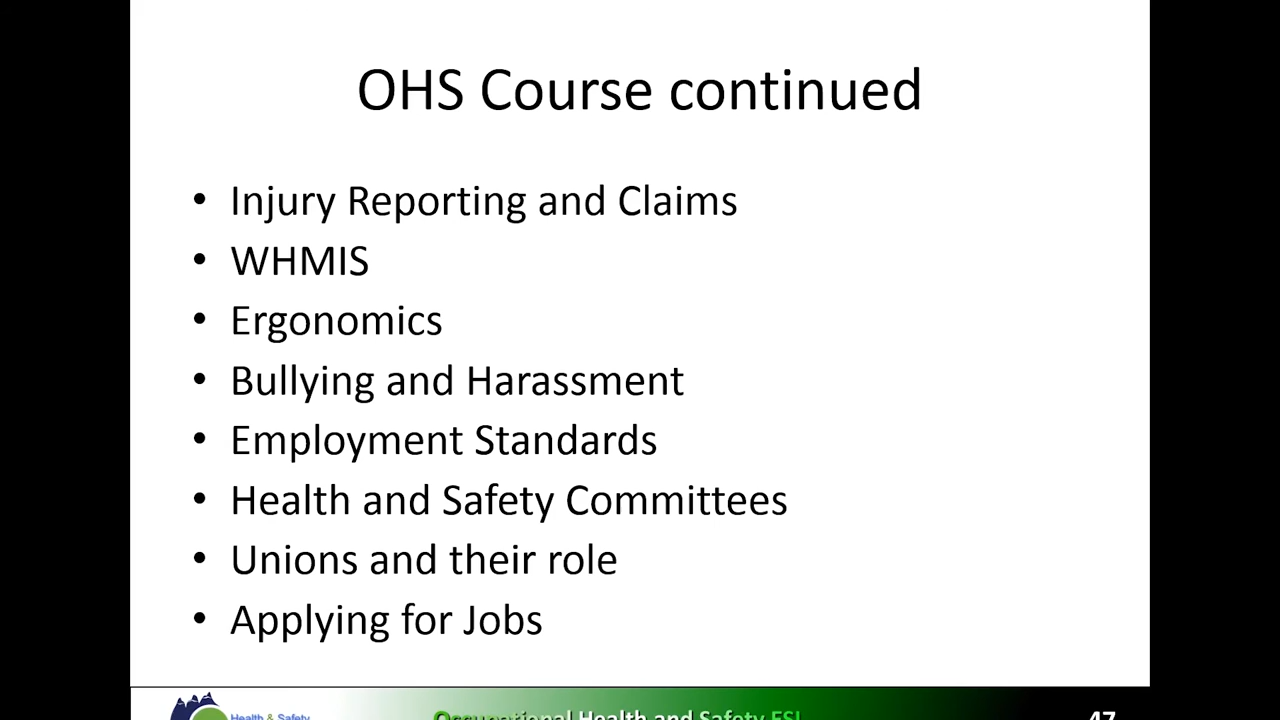 OHS Course continued
• Injury Reporting and Claims
• WHMIS
• Ergonomics
• Bullying and Harassment
• Employment Standards
• Health and Safety Committees
• Unions and their role
• Applying for Jobs
Health & Safety
Occupational Health and Safety ESL
47